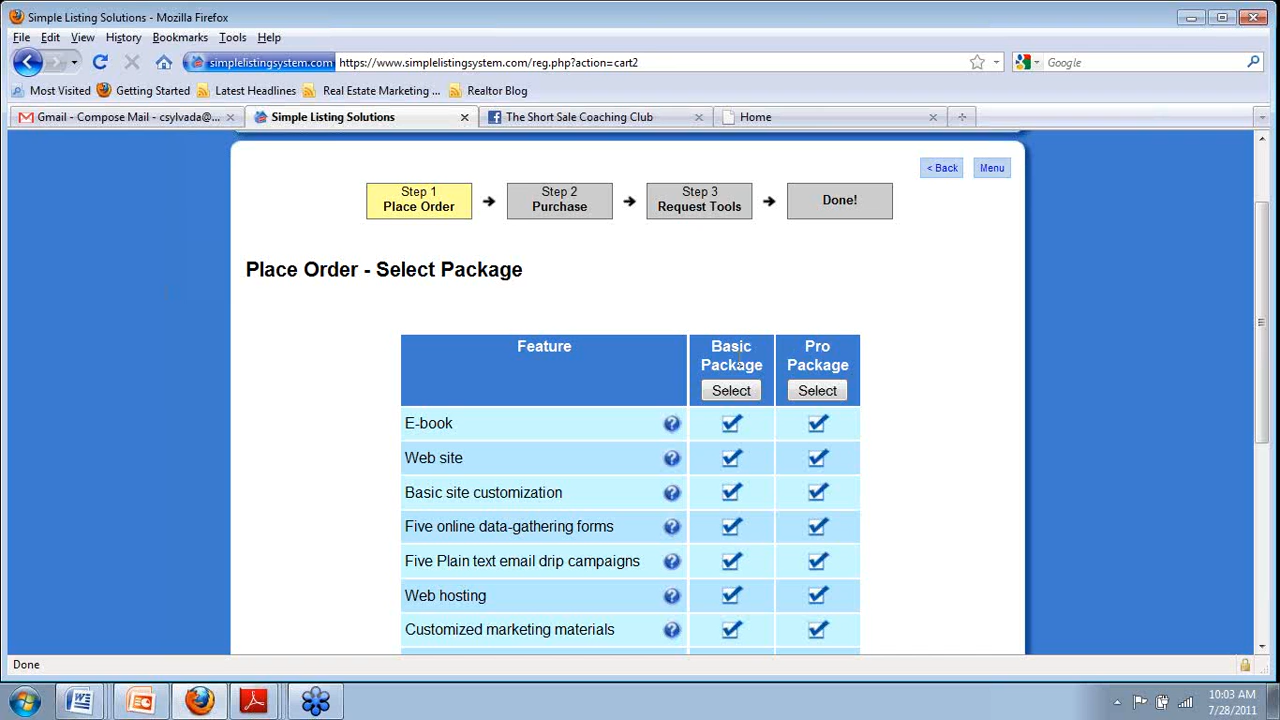 Simple Listing Solutions - Mozilla Firefox
File Edit View History Bookmarks Tools Help
simplelistingsystem.com https://www.simplelistingsystem.com/reg.php?action=cart2 Google
Most Visited Getting Started Latest Headlines Real Estate Marketing ... Realtor Blog
Gmail - Compose Mail - csylvada@... Simple Listing Solutions The Short Sale Coaching Club Home
< Back Menu
Step 1 Step 2 Step 3
Place Order Purchase Request Tools Done!
Place Order - Select Package
Feature Basic Pro
Package Package
Select Select
E-book
Web site
Basic site customization
Five online data-gathering forms
Five Plain text email drip campaigns
Web hosting
Customized marketing materials
Done
10:03 AM
7/28/2011